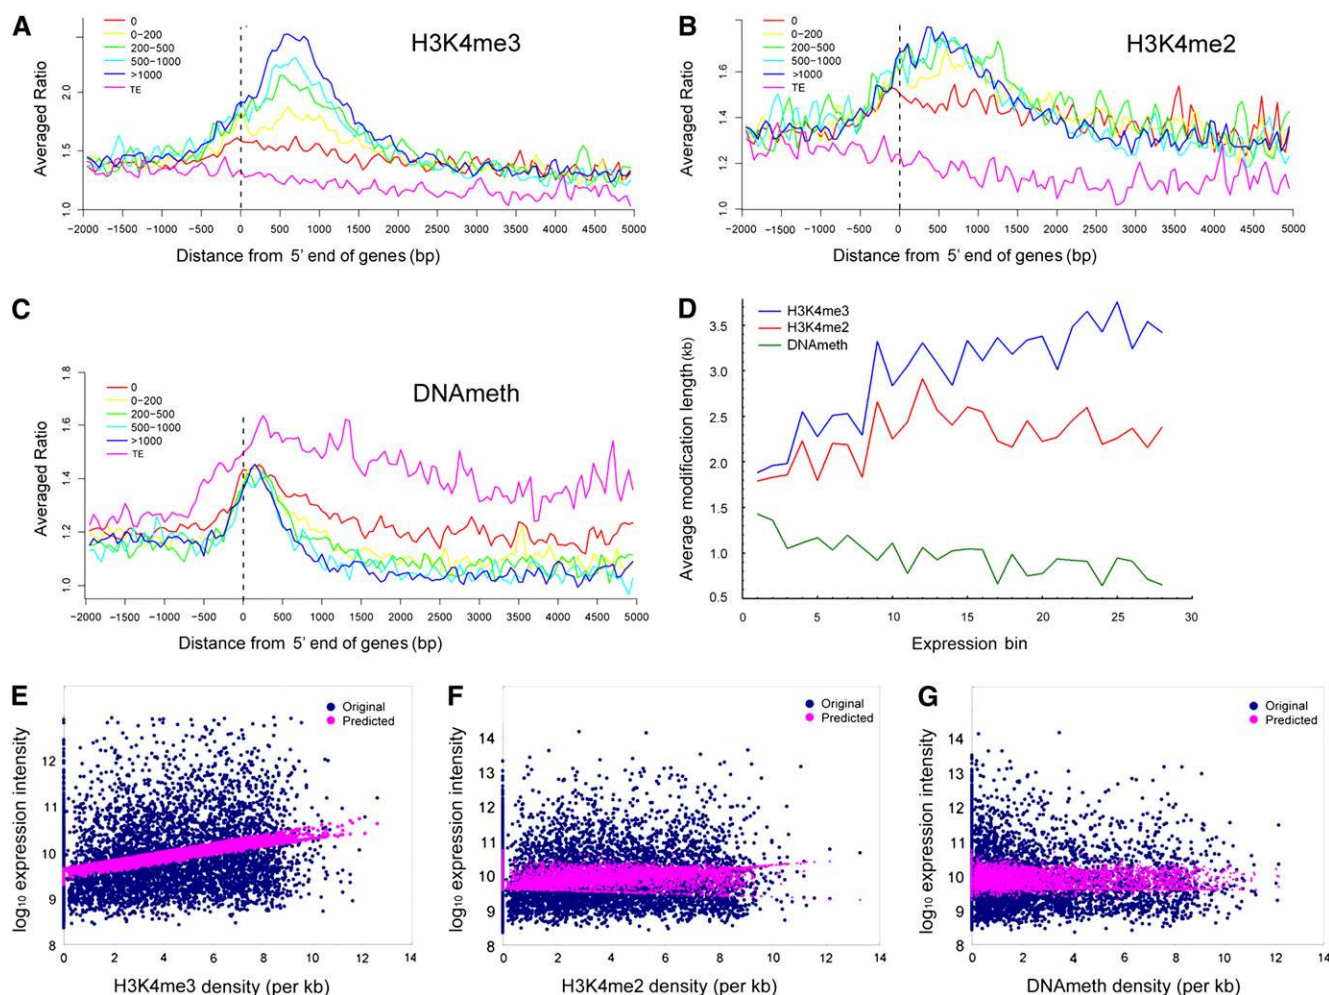 A
H3K4me3
0
0-200
200-500
500-1000
>1000
TE
Averaged Ratio
2.0
1.5
1.0
-2000 -1500 -1000 -500 0 500 1000 1500 2000 2500 3000 3500 4000 4500 5000
Distance from 5' end of genes (bp)
B
H3K4me2
0
0-200
200-500
500-1000
>1000
TE
Averaged Ratio
1.6
1.4
1.2
1.0
-2000 -1500 -1000 -500 0 500 1000 1500 2000 2500 3000 3500 4000 4500 5000
Distance from 5' end of genes (bp)
C
DNAmeth
0
0-200
200-500
500-1000
>1000
TE
Averaged Ratio
1.8
1.6
1.4
1.2
1.0
-2000 -1500 -1000 -500 0 500 1000 1500 2000 2500 3000 3500 4000 4500 5000
Distance from 5' end of genes (bp)
D
H3K4me3
H3K4me2
DNAmeth
Average modification length (kb)
3.5
3.0
2.5
2.0
1.5
1.0
0.5
0 5 10 15 20 25 30
Expression bin
E
Original
Predicted
log₁₀ expression intensity
12
11
10
9
8
0 2 4 6 8 10 12 14
H3K4me3 density (per kb)
F
Original
Predicted
log₁₀ expression intensity
14
13
12
11
10
9
8
0 2 4 6 8 10 12 14
H3K4me2 density (per kb)
G
Original
Predicted
log₁₀ expression intensity
14
13
12
11
10
9
8
0 2 4 6 8 10 12 14
DNAmeth density (per kb)